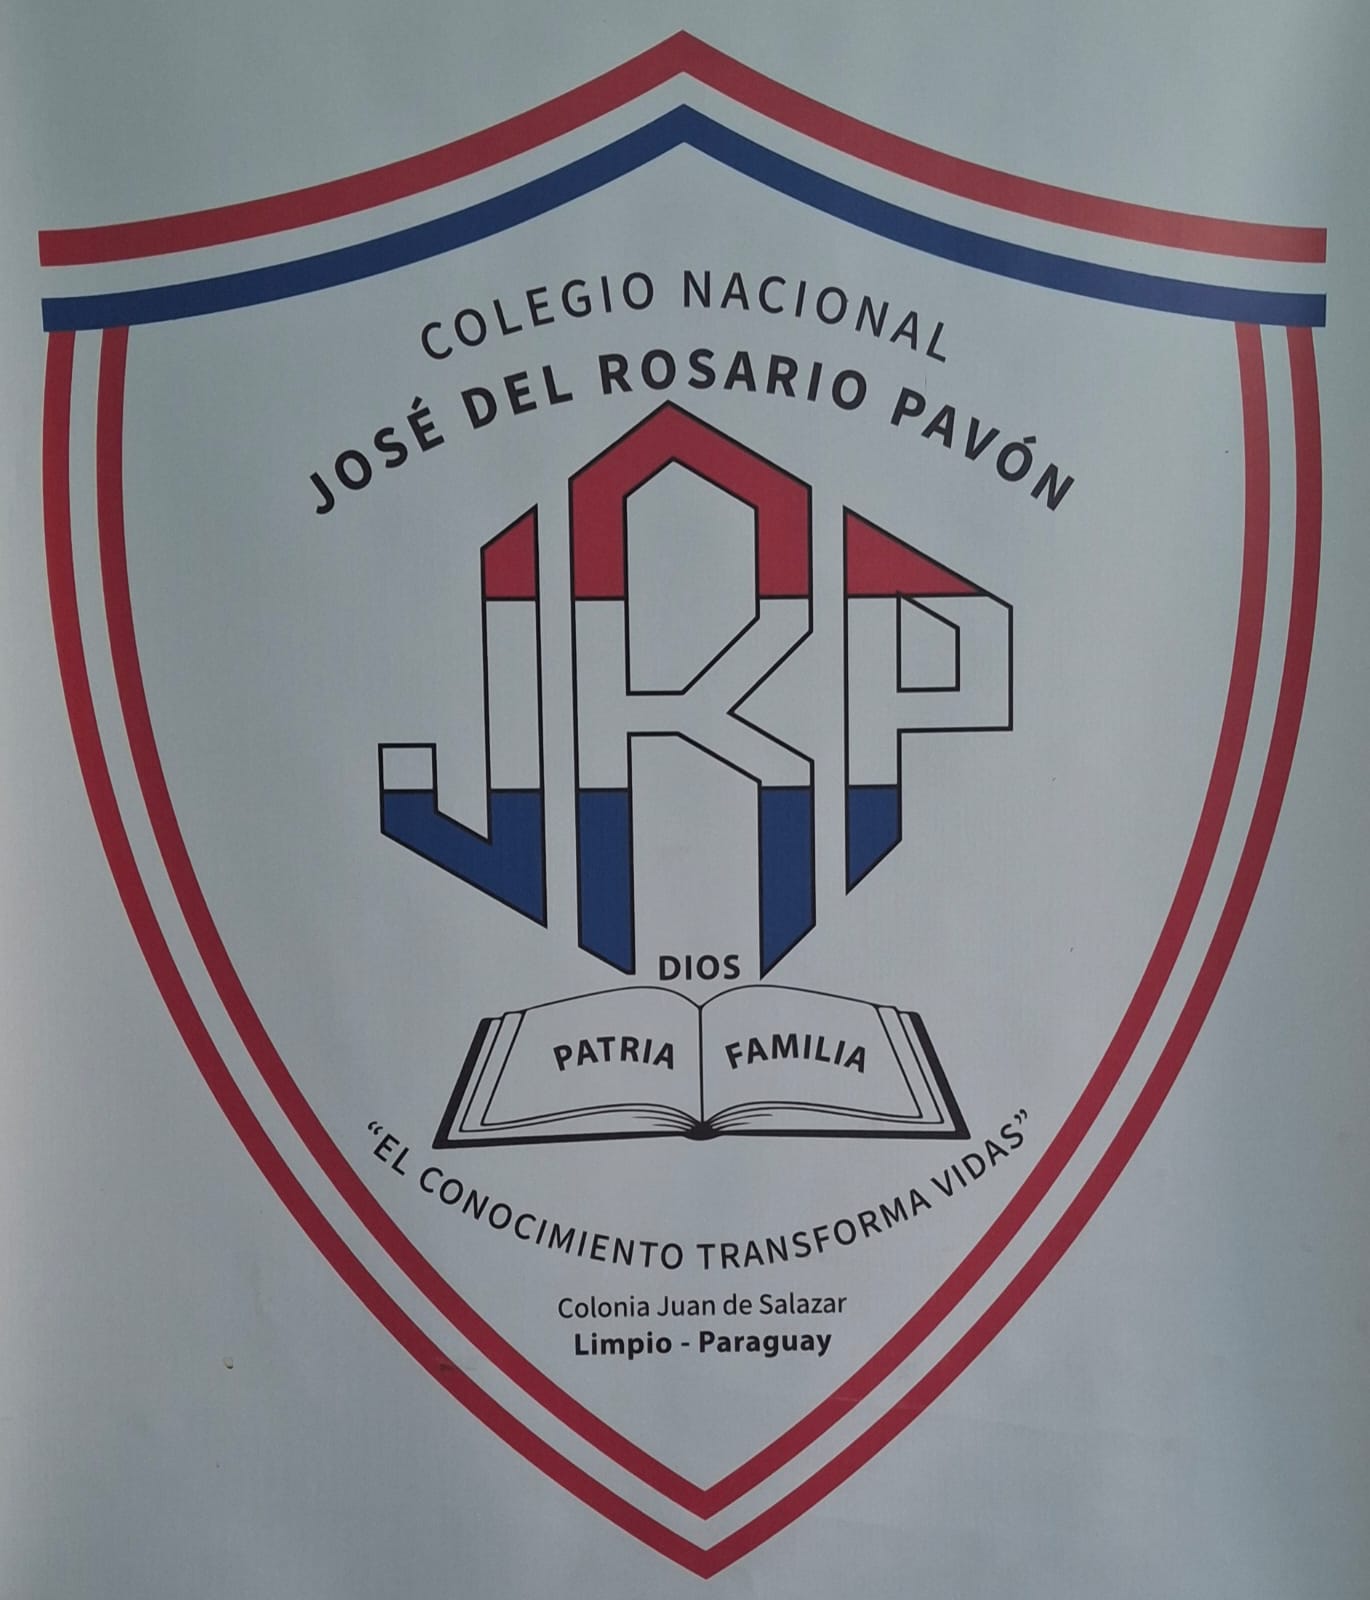 COLEGIO NACIONAL
JOSÉ DEL ROSARIO PAVÓN
JRP
DIOS
PATRIA FAMILIA
“EL CONOCIMIENTO TRANSFORMA VIDAS”
Colonia Juan de Salazar
Limpio - Paraguay